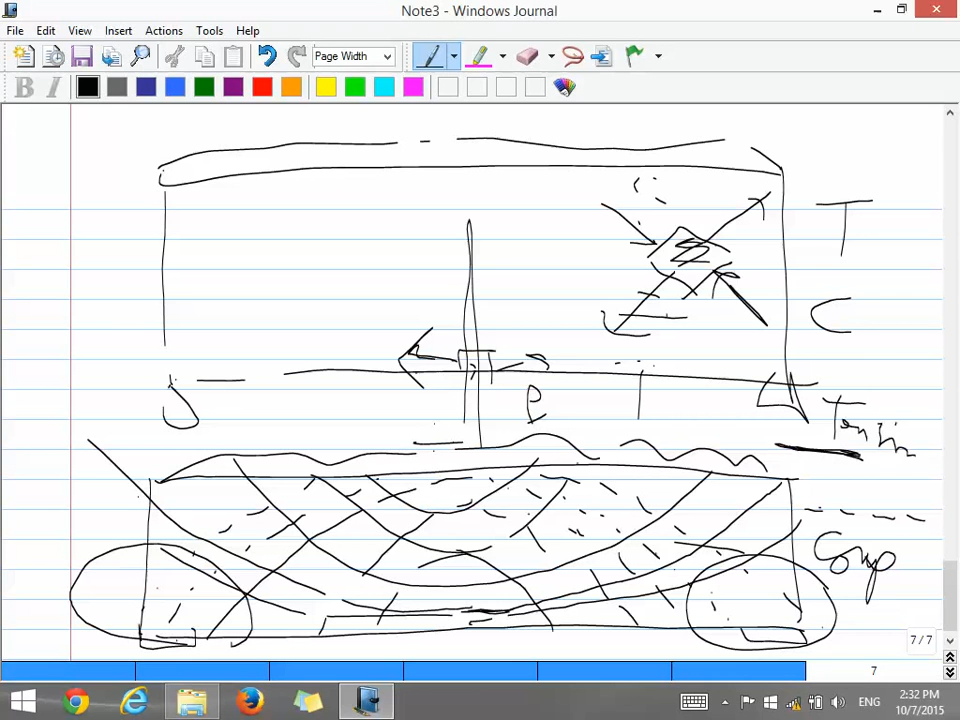 Note3 - Windows Journal
File Edit View Insert Actions Tools Help
Page Width
B I
T
C
P
7 / 7
7
ENG
2:32 PM
10/7/2015